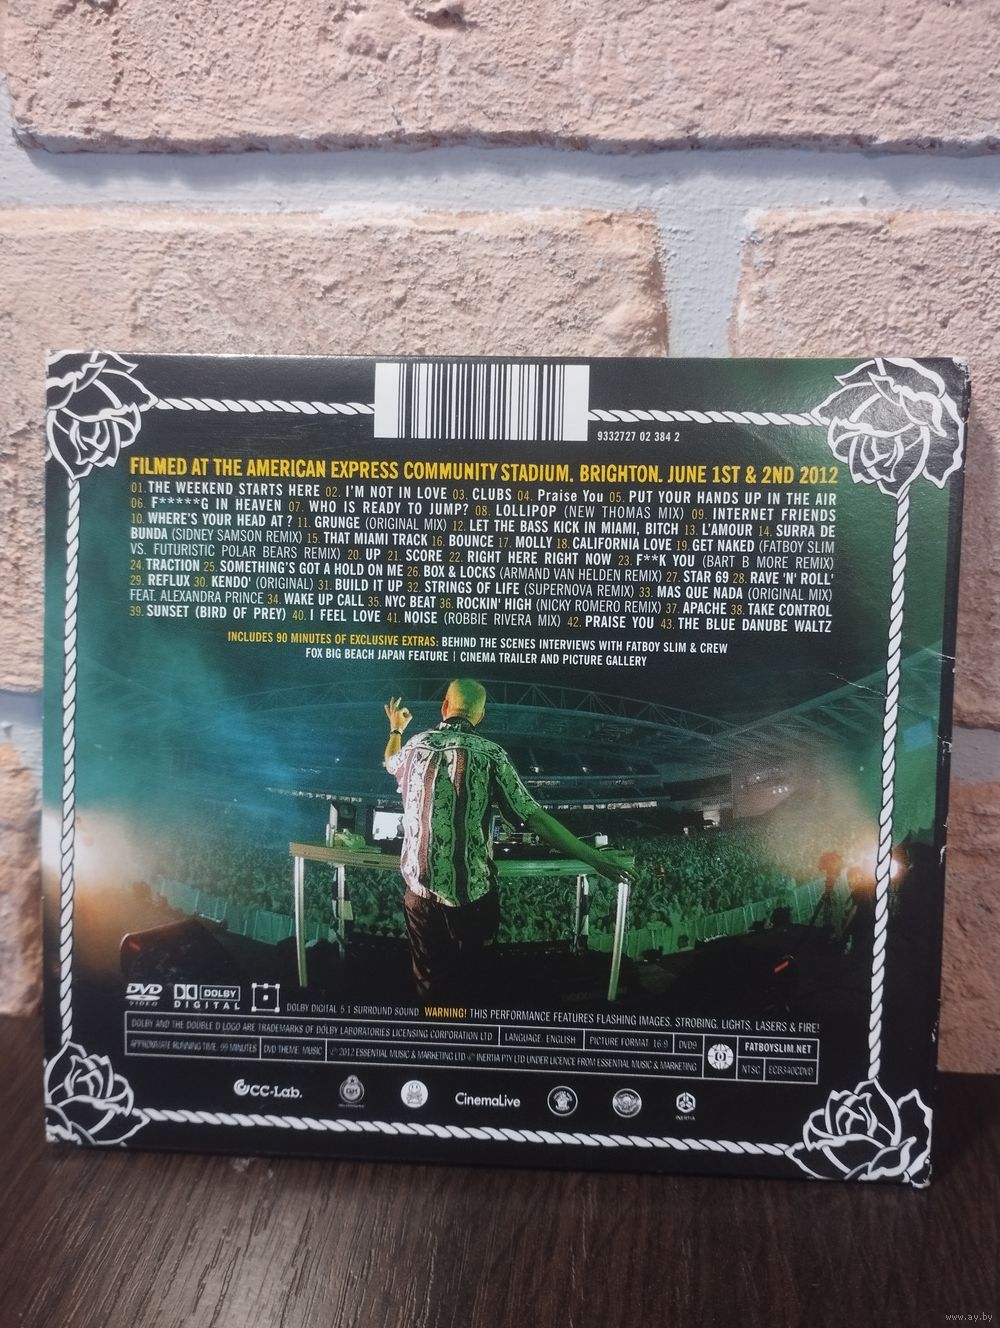 9332727 02 384 2
FILMED AT THE AMERICAN EXPRESS COMMUNITY STADIUM. BRIGHTON. JUNE 1ST & 2ND 2012
01. THE WEEKEND STARTS HERE 02. I'M NOT IN LOVE 03. CLUBS 04. Praise You 05. PUT YOUR HANDS UP IN THE AIR
06. F*****G IN HEAVEN 07. WHO IS READY TO JUMP? 08. LOLLIPOP (NEW THOMAS MIX) 09. INTERNET FRIENDS
10. WHERE'S YOUR HEAD AT? 11. GRUNGE (ORIGINAL MIX) 12. LET THE BASS KICK IN MIAMI, BITCH 13. L'AMOUR 14. SURRA DE
BUNDA (SIDNEY SAMSON REMIX) 15. THAT MIAMI TRACK 16. BOUNCE 17. MOLLY 18. CALIFORNIA LOVE 19. GET NAKED (FATBOY SLIM
VS. FUTURISTIC POLAR BEARS REMIX) 20. UP 21. SCORE 22. RIGHT HERE RIGHT NOW 23. F**K YOU (BART B MORE REMIX)
24. TRACTION 25. SOMETHING'S GOT A HOLD ON ME 26. BOX & LOCKS (ARMAND VAN HELDEN REMIX) 27. STAR 69 28. RAVE 'N' ROLL'
29. REFLUX 30. KENDO' (ORIGINAL) 31. BUILD IT UP 32. STRINGS OF LIFE (SUPERNOVA REMIX) 33. MAS QUE NADA (ORIGINAL MIX)
FEAT. ALEXANDRA PRINCE 34. WAKE UP CALL 35. NYC BEAT 36. ROCKIN' HIGH (NICKY ROMERO REMIX) 37. APACHE 38. TAKE CONTROL
39. SUNSET (BIRD OF PREY) 40. I FEEL LOVE 41. NOISE (ROBBIE RIVERA MIX) 42. PRAISE YOU 43. THE BLUE DANUBE WALTZ
INCLUDES 90 MINUTES OF EXCLUSIVE EXTRAS: BEHIND THE SCENES INTERVIEWS WITH FATBOY SLIM & CREW
FOX BIG BEACH JAPAN FEATURE | CINEMA TRAILER AND PICTURE GALLERY
DVD VIDEO DOLBY DIGITAL DOLBY DIGITAL 5.1 SURROUND SOUND. WARNING! THIS PERFORMANCE FEATURES FLASHING IMAGES. STROBING. LIGHTS. LASERS & FIRE!
DOLBY AND THE DOUBLE D LOGO ARE TRADEMARKS OF DOLBY LABORATORIES LICENSING CORPORATION LTD LANGUAGE: ENGLISH PICTURE FORMAT 16:9 DVD9 FATBOYSLIM.NET
APPROXIMATE RUNNING TIME: 99 MINUTES DVD THEME: MUSIC © 2012 ESSENTIAL MUSIC & MARKETING LTD © INERTIA PTY LTD UNDER LICENCE FROM ESSENTIAL MUSIC & MARKETING NTSC ECB340CDVD
CC-Lab. CinemaLive INERTIA
www.ay.by